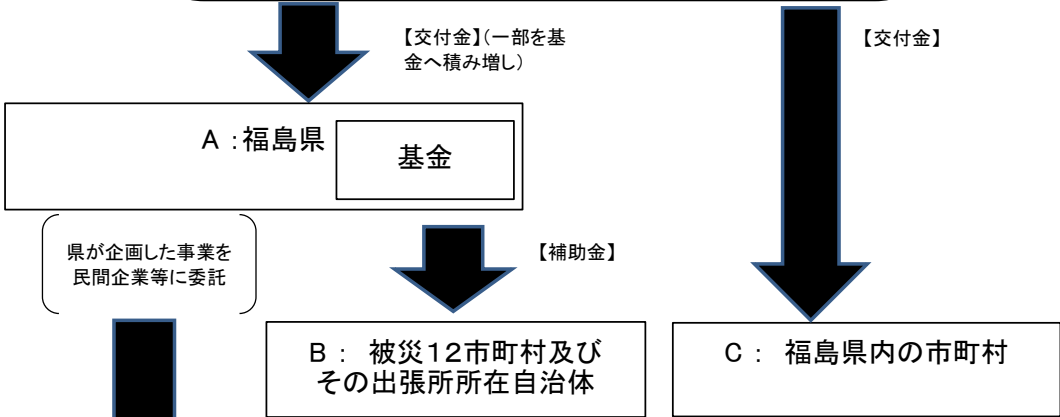 【交付金】(一部を基
金へ積み増し)
【交付金】
A :福島県
基金
県が企画した事業を
民間企業等に委託
【補助金】
B : 被災12市町村及び
その出張所所在自治体
C : 福島県内の市町村